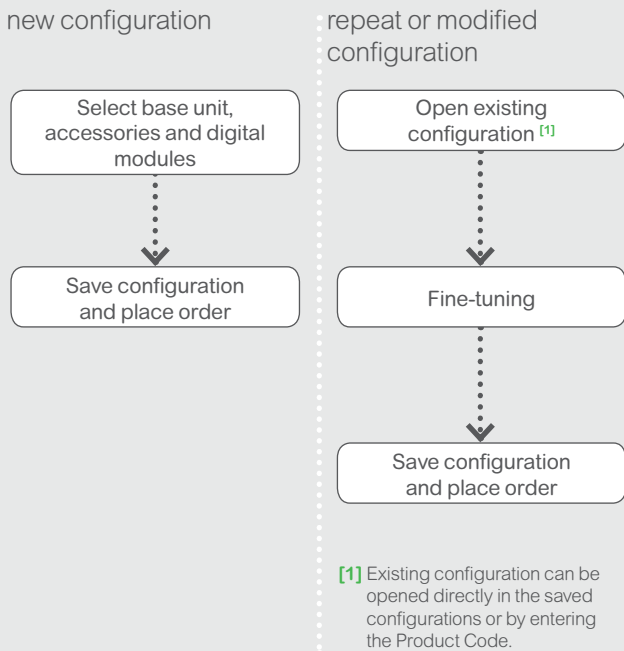 new configuration
Select base unit,
accessories and digital
modules
Save configuration
and place order
repeat or modified
configuration
Open existing
configuration [1]
Fine-tuning
Save configuration
and place order
[1] Existing configuration can be
opened directly in the saved
configurations or by entering
the Product Code.